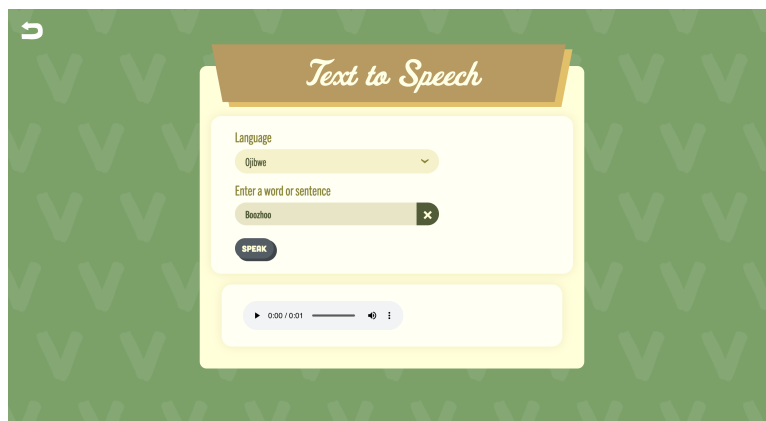 Text to Speech
Language
Ojibwe
Enter a word or sentence
Boozhoo
SPEAK
0:00 / 0:01